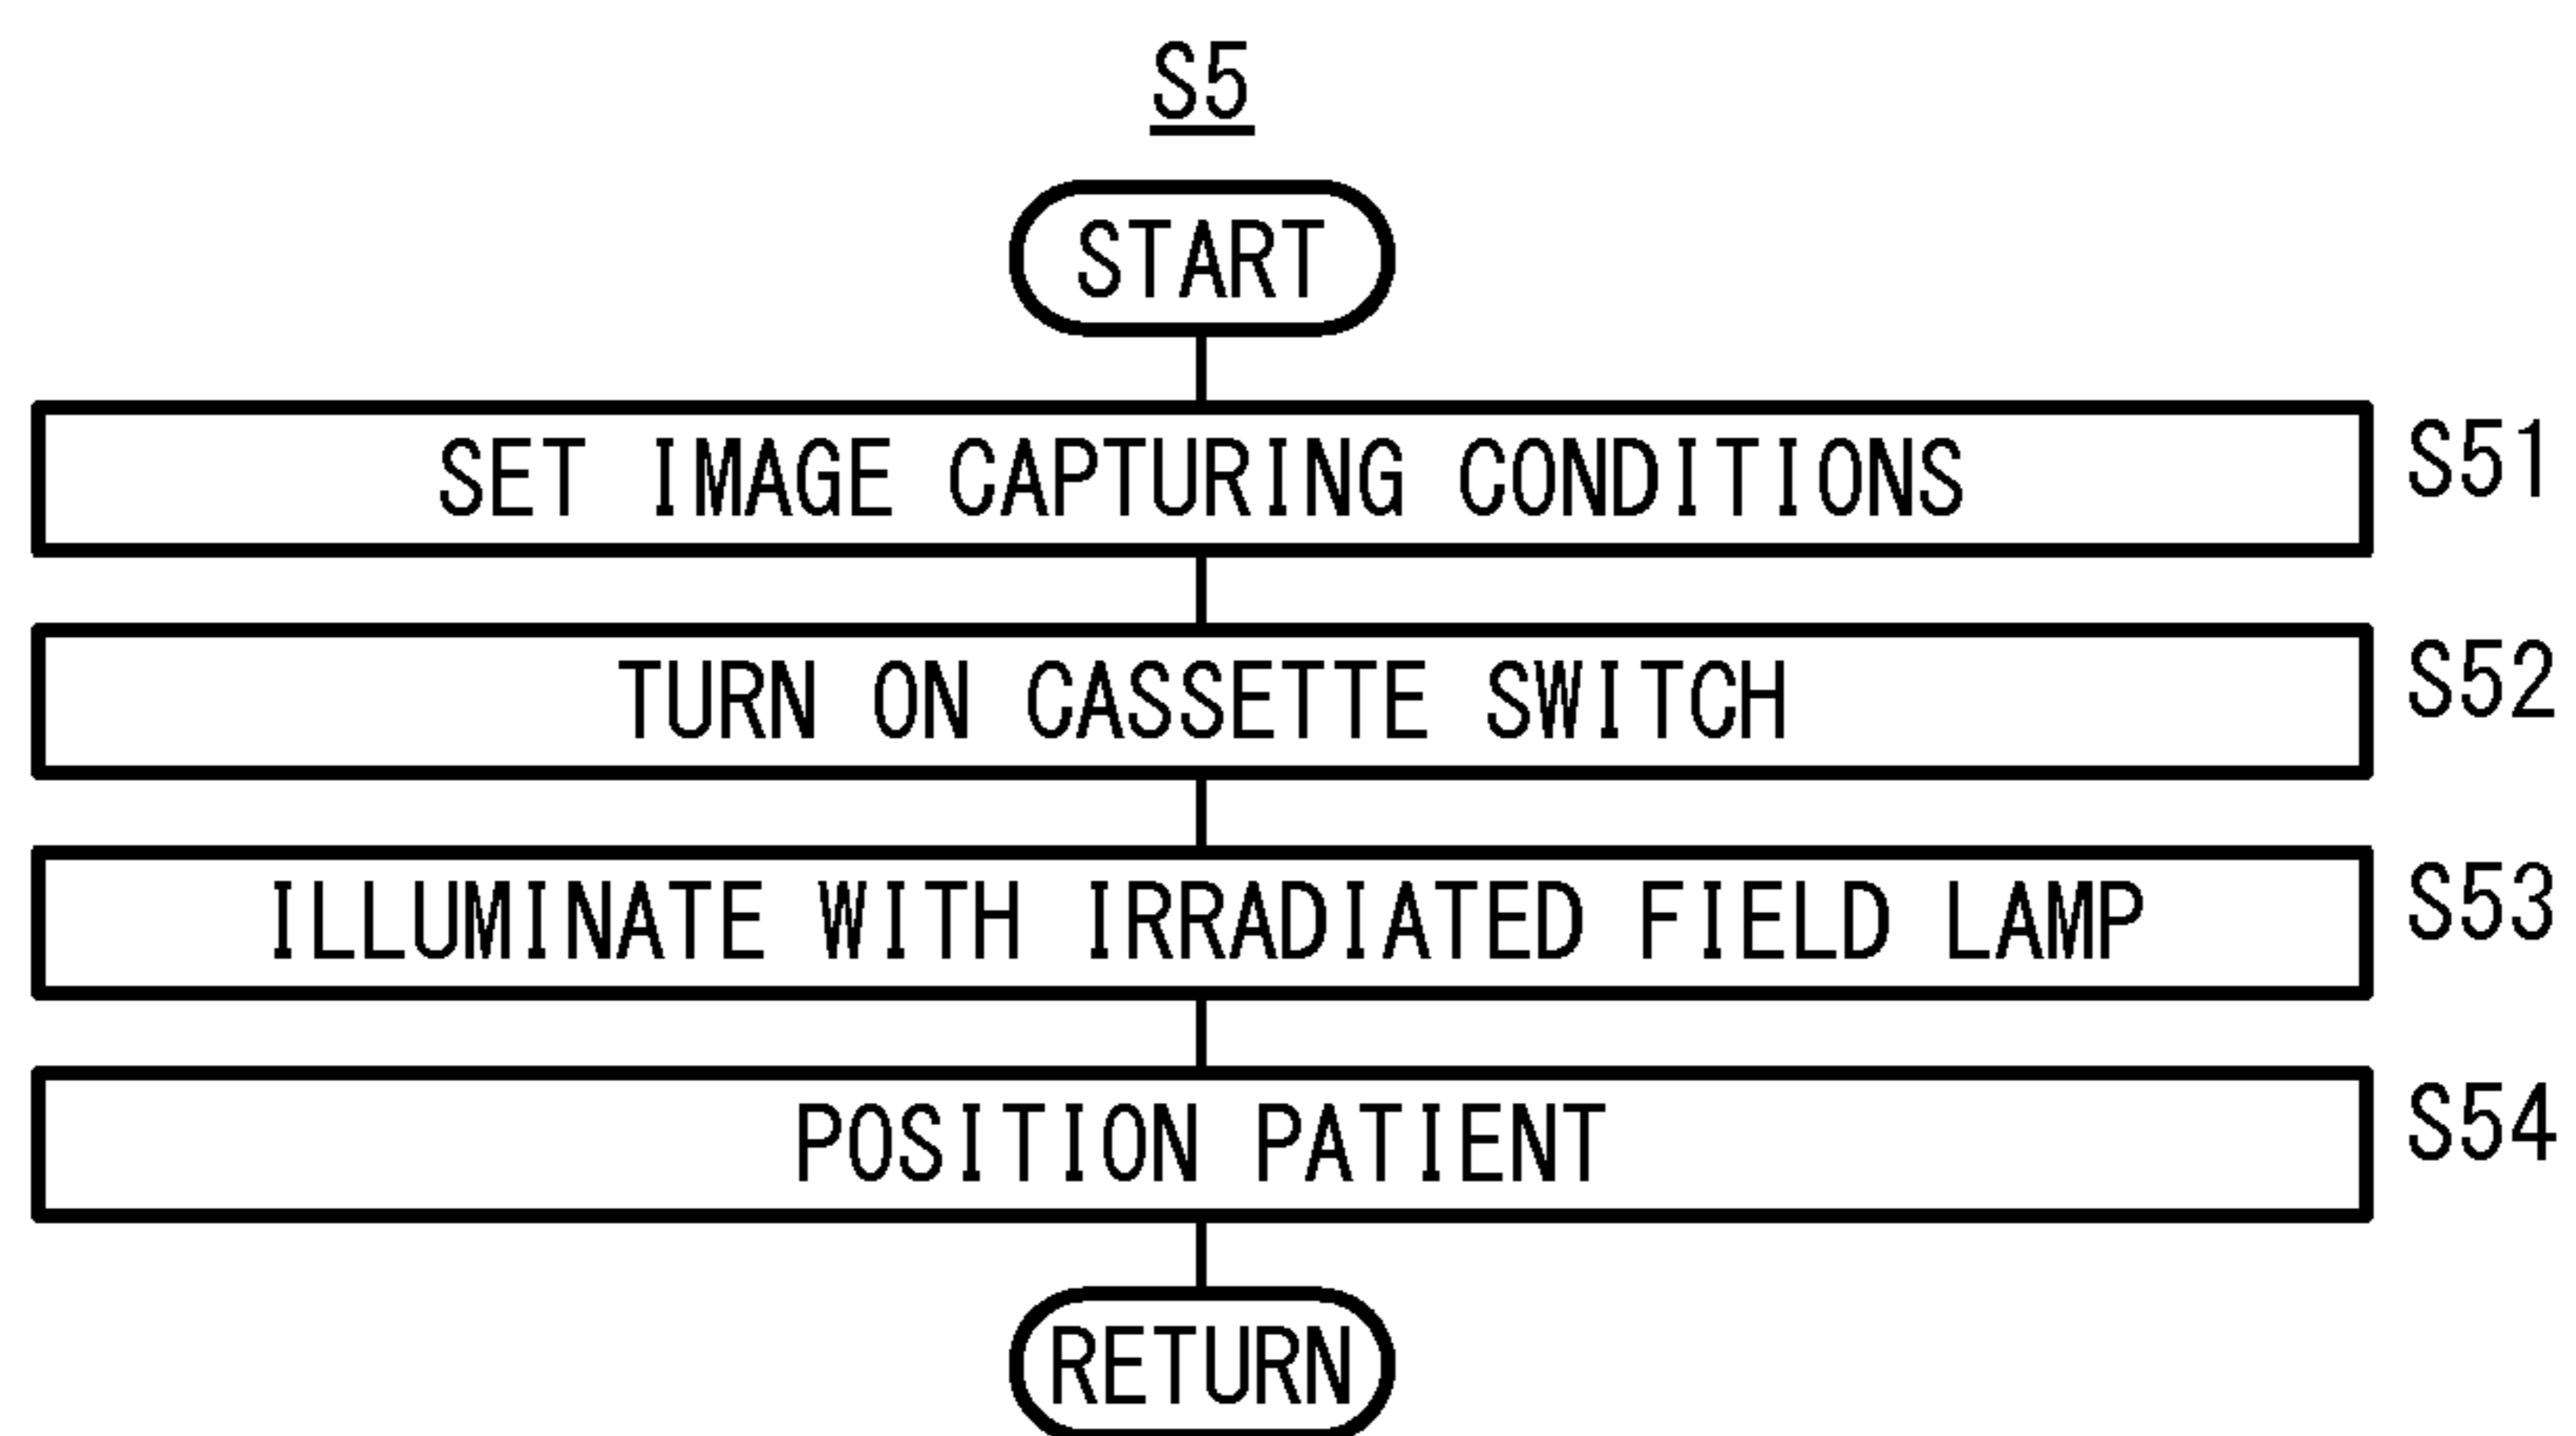 S5
START
SET IMAGE CAPTURING CONDITIONS S51
TURN ON CASSETTE SWITCH S52
ILLUMINATE WITH IRRADIATED FIELD LAMP S53
POSITION PATIENT S54
RETURN